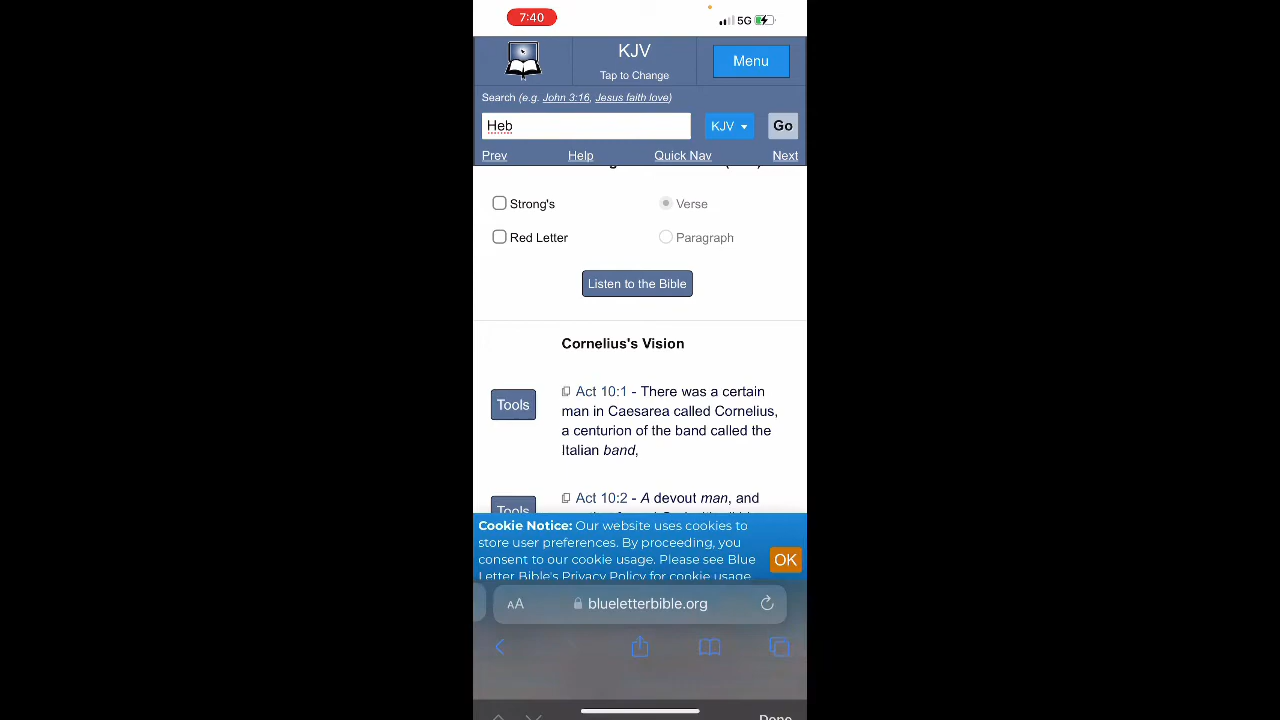 7:40
5G
KJV
Tap to Change
Menu
Search (e.g. John 3:16, Jesus faith love)
Heb
KJV
Go
Prev
Help
Quick Nav
Next
Strong's
Verse
Red Letter
Paragraph
Listen to the Bible
Cornelius's Vision
Tools
Act 10:1 - There was a certain
man in Caesarea called Cornelius,
a centurion of the band called the
Italian band,
Tools
Act 10:2 - A devout man, and
Cookie Notice: Our website uses cookies to
store user preferences. By proceeding, you
consent to our cookie usage. Please see Blue
Letter Bible's Privacy Policy for cookie usage
OK
AA
blueletterbible.org
Done